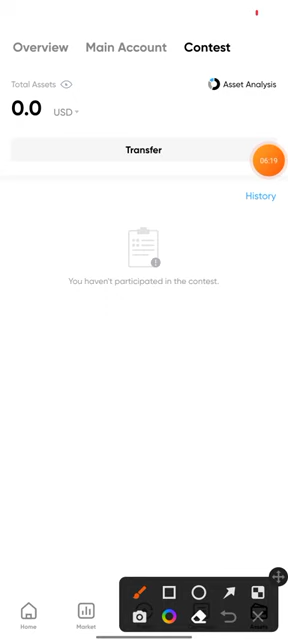 Overview Main Account Contest
Total Assets Asset Analysis
0.0 USD
Transfer
06:19
History
You haven't participated in the contest.
Home Market